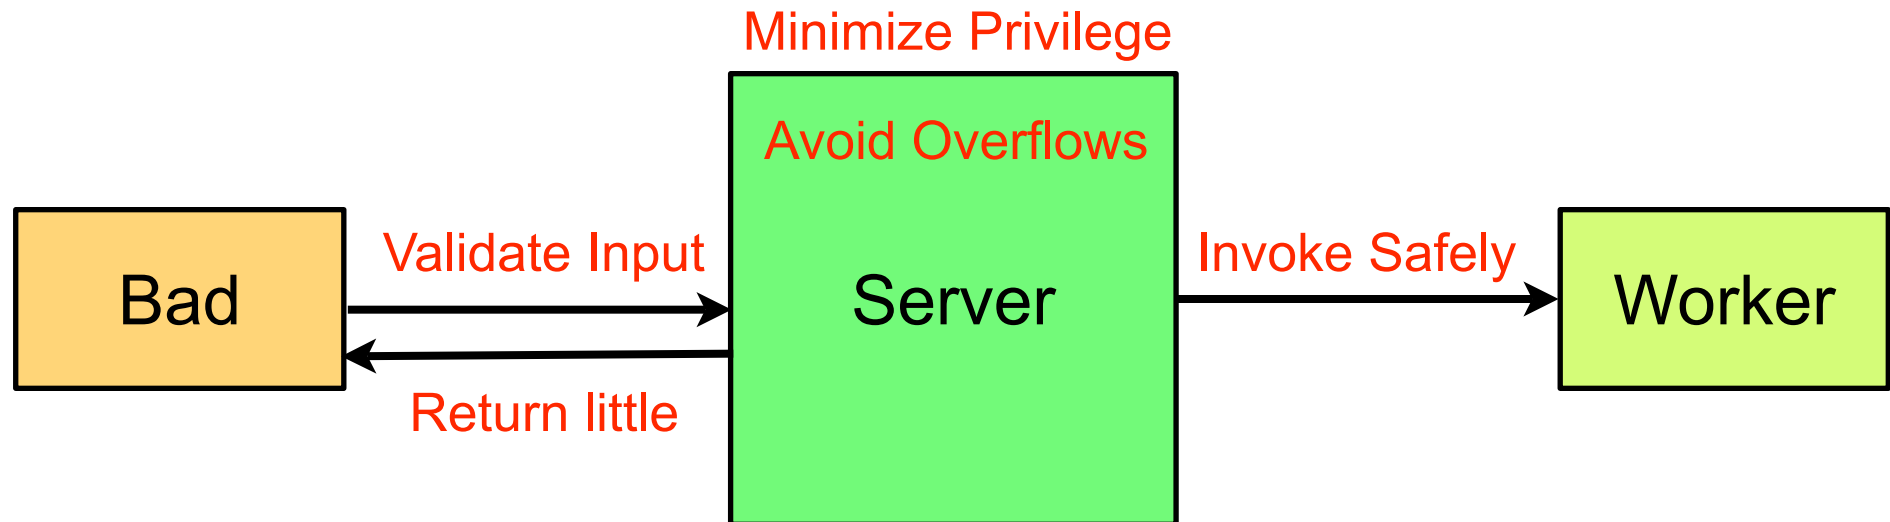 Minimize Privilege
Avoid Overflows
Bad
Validate Input
Return little
Server
Invoke Safely
Worker